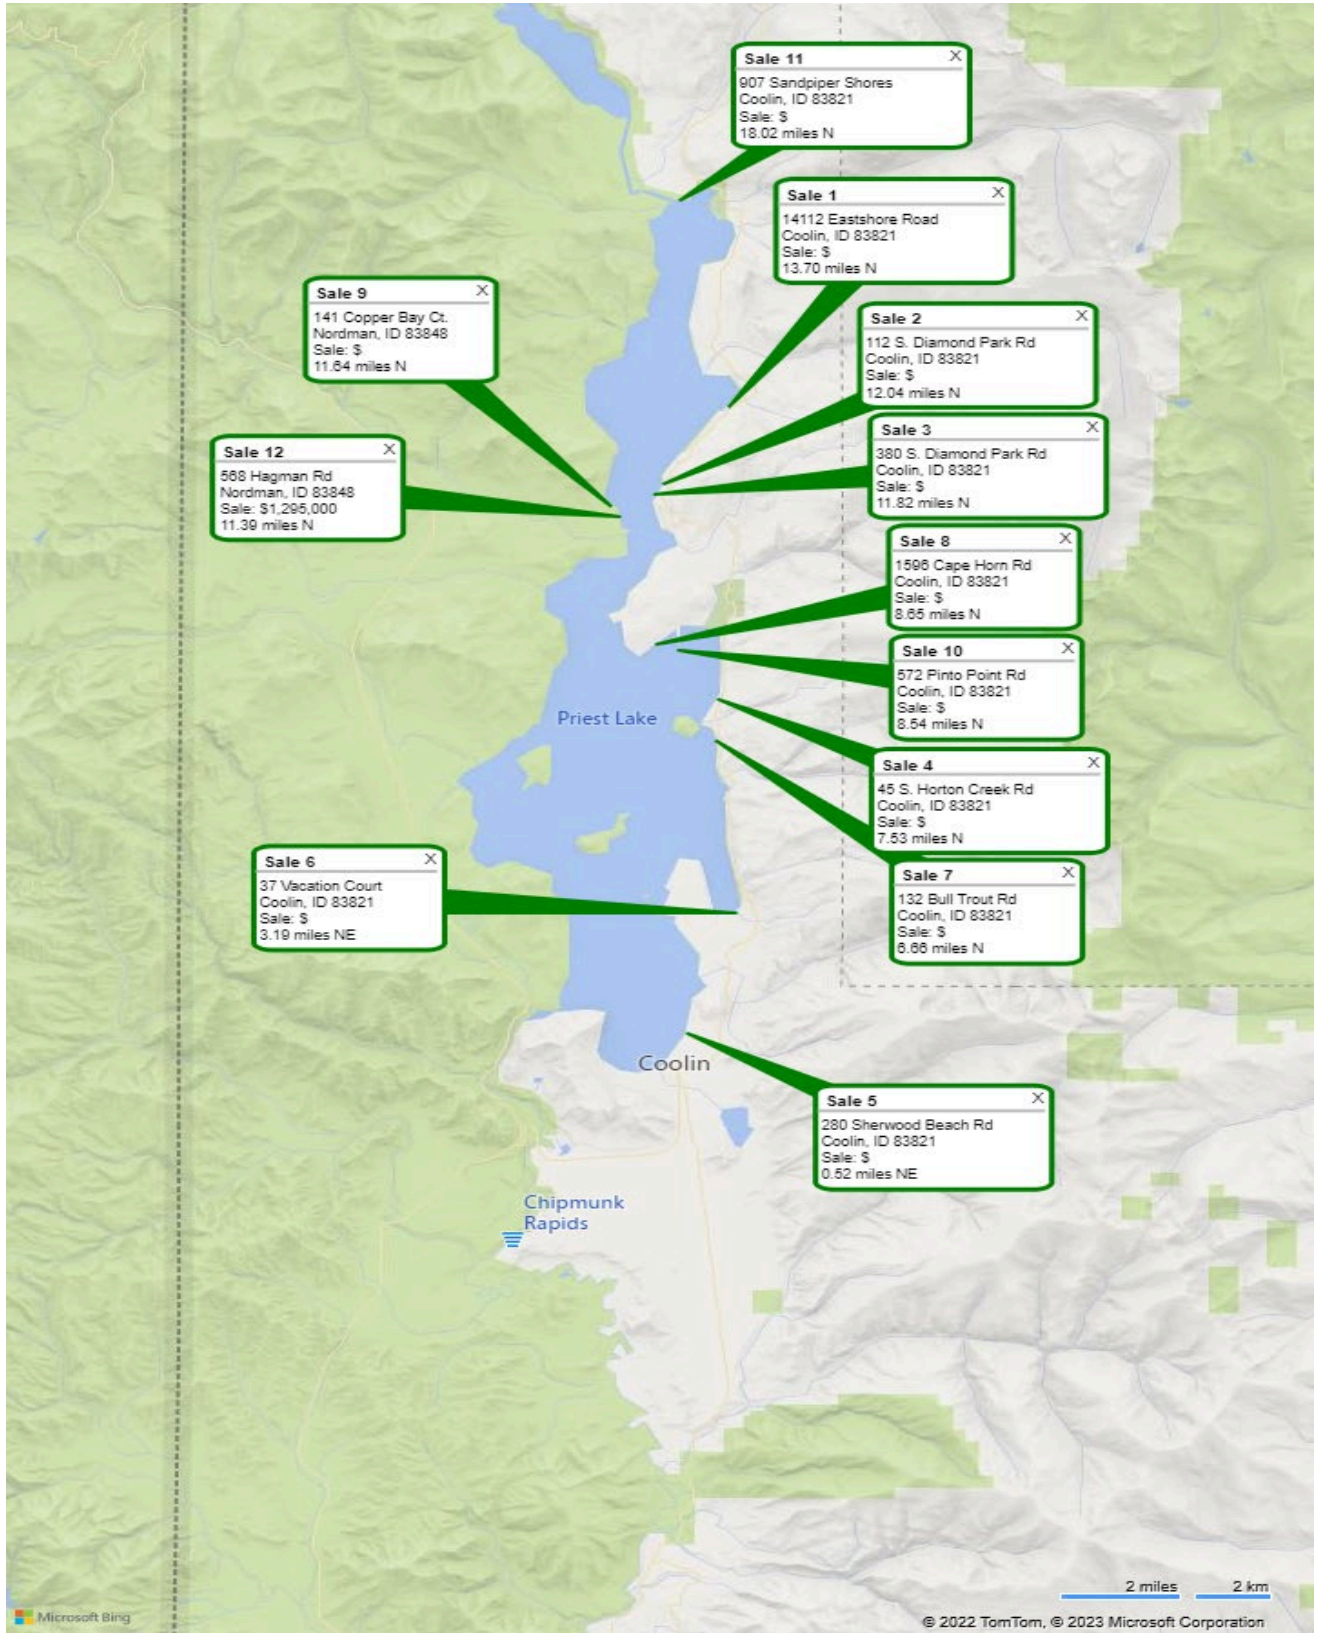 Sale 11
X
907 Sandpiper Shores
Coolin, ID 83821
Sale: $
18.02 miles N
Sale 1
X
14112 Eastshore Road
Coolin, ID 83821
Sale: $
13.70 miles N
Sale 9
X
141 Copper Bay Ct.
Nordman, ID 83848
Sale: $
11.64 miles N
Sale 2
X
112 S. Diamond Park Rd
Coolin, ID 83821
Sale: $
12.04 miles N
Sale 3
X
380 S. Diamond Park Rd
Coolin, ID 83821
Sale: $
11.82 miles N
Sale 12
X
568 Hagman Rd
Nordman, ID 83848
Sale: $1,295,000
11.39 miles N
Sale 8
X
1596 Cape Horn Rd
Coolin, ID 83821
Sale: $
8.65 miles N
Sale 10
X
572 Pinto Point Rd
Coolin, ID 83821
Sale: $
8.54 miles N
Priest Lake
Sale 4
X
45 S. Horton Creek Rd
Coolin, ID 83821
Sale: $
7.53 miles N
Sale 6
X
37 Vacation Court
Coolin, ID 83821
Sale: $
3.19 miles NE
Sale 7
X
132 Bull Trout Rd
Coolin, ID 83821
Sale: $
6.66 miles N
Coolin
Sale 5
X
280 Sherwood Beach Rd
Coolin, ID 83821
Sale: $
0.52 miles NE
Chipmunk
Rapids
2 miles
2 km
Microsoft Bing
© 2022 TomTom, © 2023 Microsoft Corporation